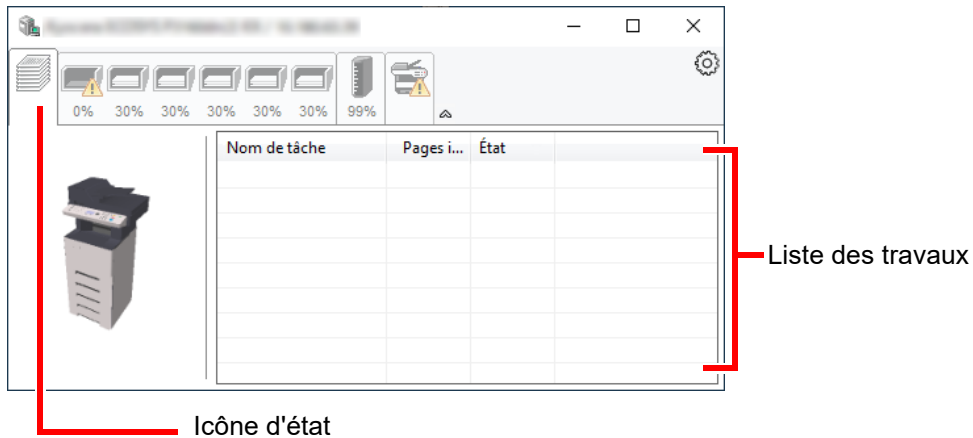 0% 30% 30% 30% 30% 30% 99%
Nom de tâche Pages i... État
Liste des travaux
Icône d'état